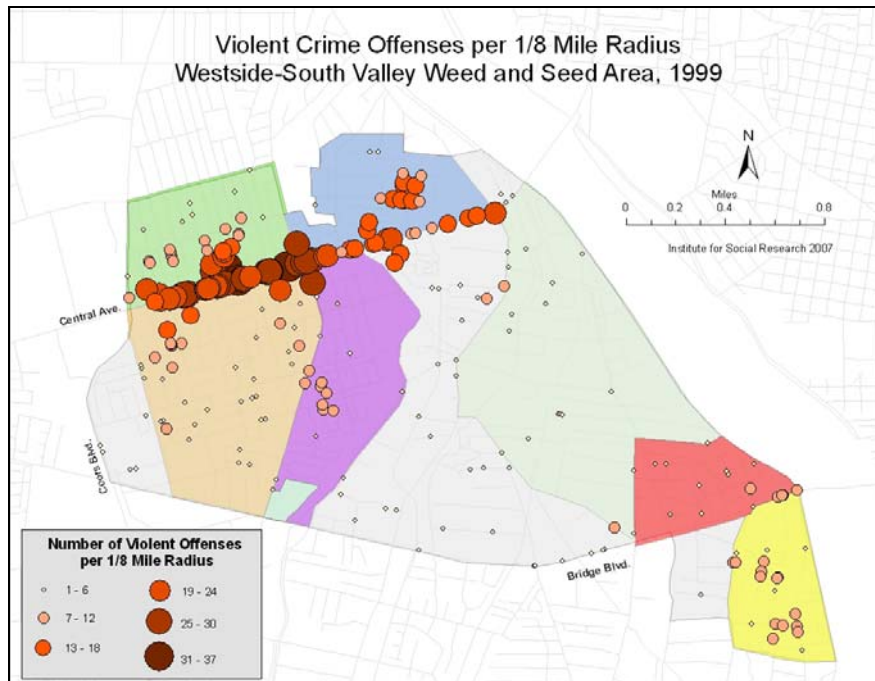 Violent Crime Offenses per 1/8 Mile Radius
Westside-South Valley Weed and Seed Area, 1999
N
Miles
0 0.2 0.4 0.6 0.8
Institute for Social Research 2007
Central Ave.
Coors Blvd.
Bridge Blvd.
Number of Violent Offenses
per 1/8 Mile Radius
1 - 6
7 - 12
13 - 18
19 - 24
25 - 30
31 - 37